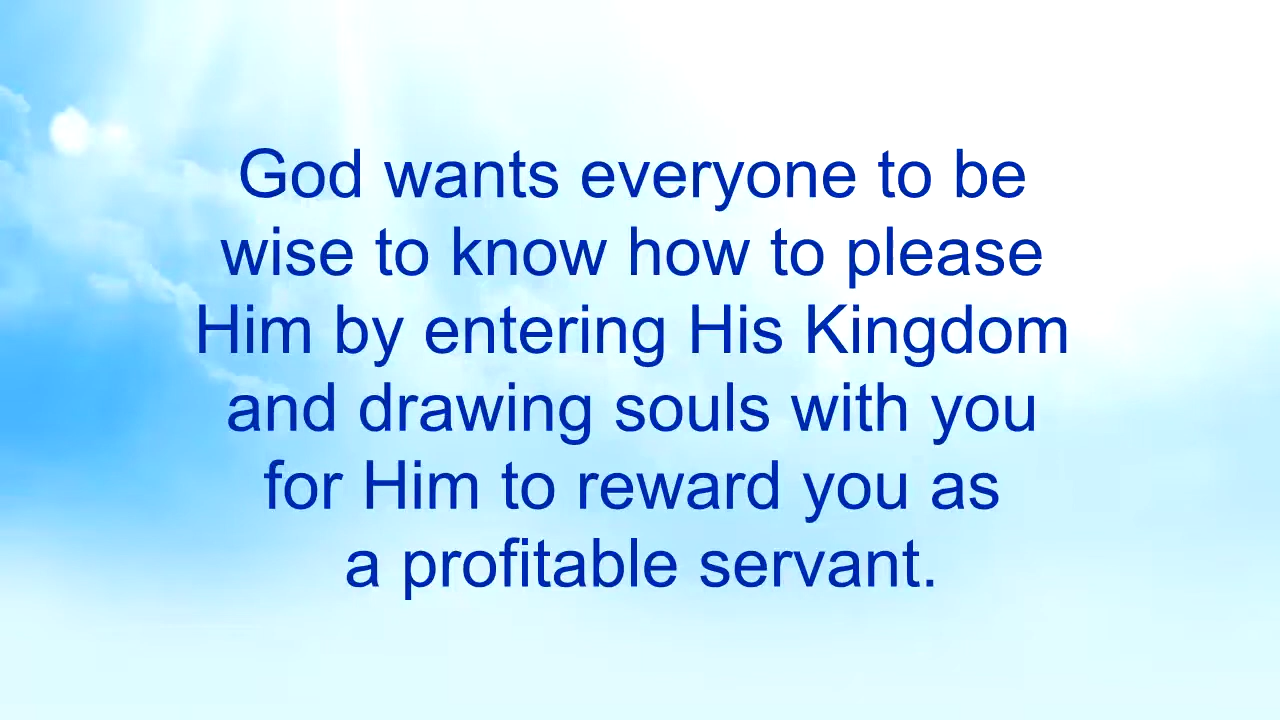 God wants everyone to be
wise to know how to please
Him by entering His Kingdom
and drawing souls with you
for Him to reward you as
a profitable servant.